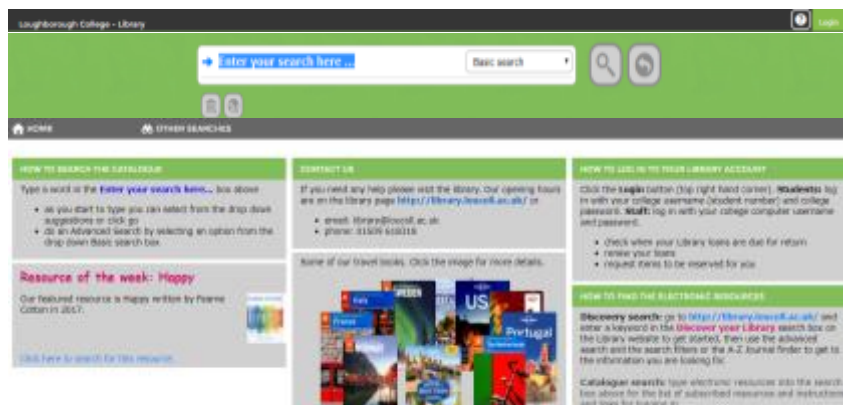 Loughborough College - Library
Login
Enter your search here ...
Basic search
HOME
OTHER SEARCHES
HOW TO SEARCH THE CATALOGUE
Type a word in the Enter your search here... box above
as you start to type you can select from the drop down
suggestions or click go
do an Advanced Search by selecting an option from the
drop down Basic search box
Resource of the week: Happy
Our featured resource is Happy written by Fearne
Cotton in 2017.
Click here to search for this resource.
CONTACT US
If you need any help please visit the library. Our opening hours
are on the library page http://library.loucoll.ac.uk/ or
email: library@loucoll.ac.uk
phone: 01509 618318
Some of our travel books. Click the image for more details.
Italy
France
SWEDEN
US
Portugal
HOW TO LOG IN TO YOUR LIBRARY ACCOUNT
Click the Login button (top right hand corner). Students: log
in with your college username (student number) and college
password. Staff: log in with your college computer username
and password.
check when your Library loans are due for return
renew your loans
request items to be reserved for you
HOW TO FIND THE ELECTRONIC RESOURCES
Discovery search: go to http://library.loucoll.ac.uk/ and
enter a keyword in the Discover your Library search box on
the Library website to get started, then use the advanced
search and the search filters or the A-Z Journal finder to get to
the information you are looking for.
Catalogue search: type electronic resources into the search
box above for the list of subscribed resources and instructions